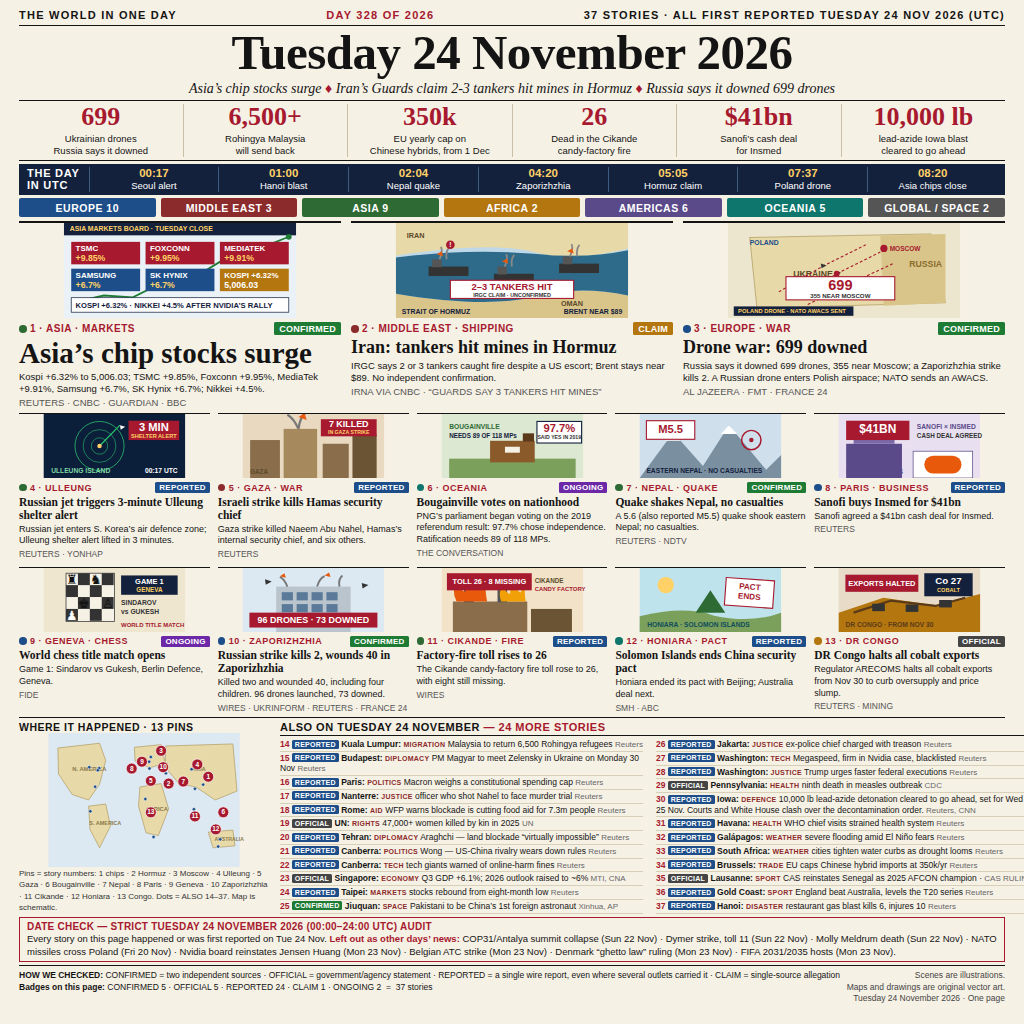 THE WORLD IN ONE DAY
DAY 328 OF 2026
37 STORIES · ALL FIRST REPORTED TUESDAY 24 NOV 2026 (UTC)
Tuesday 24 November 2026
Asia’s chip stocks surge ♦ Iran’s Guards claim 2-3 tankers hit mines in Hormuz ♦ Russia says it downed 699 drones
699
Ukrainian drones
Russia says it downed
6,500+
Rohingya Malaysia
will send back
350k
EU yearly cap on
Chinese hybrids, from 1 Dec
26
Dead in the Cikande
candy-factory fire
$41bn
Sanofi’s cash deal
for Insmed
10,000 lb
lead-azide Iowa blast
cleared to go ahead
THE DAY
IN UTC
00:17
Seoul alert
01:00
Hanoi blast
02:04
Nepal quake
04:20
Zaporizhzhia
05:05
Hormuz claim
07:37
Poland drone
08:20
Asia chips close
EUROPE 10
MIDDLE EAST 3
ASIA 9
AFRICA 2
AMERICAS 6
OCEANIA 5
GLOBAL / SPACE 2
ASIA MARKETS BOARD · TUESDAY CLOSE
TSMC
+9.85%
FOXCONN
+9.95%
MEDIATEK
+9.91%
SAMSUNG
+6.7%
SK HYNIX
+6.7%
KOSPI +6.32%
5,006.03
KOSPI +6.32% · NIKKEI +4.5% AFTER NVIDIA'S RALLY
1 · ASIA · MARKETS
CONFIRMED
Asia’s chip stocks surge
Kospi +6.32% to 5,006.03; TSMC +9.85%, Foxconn +9.95%, MediaTek
+9.91%, Samsung +6.7%, SK Hynix +6.7%; Nikkei +4.5%.
REUTERS · CNBC · GUARDIAN · BBC
IRAN
!
2–3 TANKERS HIT
IRGC CLAIM · UNCONFIRMED
OMAN
STRAIT OF HORMUZ
BRENT NEAR $89
2 · MIDDLE EAST · SHIPPING
CLAIM
Iran: tankers hit mines in Hormuz
IRGC says 2 or 3 tankers caught fire despite a US escort; Brent stays near
$89. No independent confirmation.
IRNA VIA CNBC · “GUARDS SAY 3 TANKERS HIT MINES”
POLAND
MOSCOW
RUSSIA
UKRAINE
699
355 NEAR MOSCOW
POLAND DRONE · NATO AWACS SENT
3 · EUROPE · WAR
CONFIRMED
Drone war: 699 downed
Russia says it downed 699 drones, 355 near Moscow; a Zaporizhzhia strike
kills 2. A Russian drone enters Polish airspace; NATO sends an AWACS.
AL JAZEERA · FMT · FRANCE 24
3 MIN
SHELTER ALERT
ULLEUNG ISLAND
00:17 UTC
4 · ULLEUNG
REPORTED
Russian jet triggers 3-minute Ulleung
shelter alert
Russian jet enters S. Korea’s air defence zone;
Ulleung shelter alert lifted in 3 minutes.
REUTERS · YONHAP
7 KILLED
IN GAZA STRIKE
GAZA
5 · GAZA · WAR
REPORTED
Israeli strike kills Hamas security
chief
Gaza strike killed Naeem Abu Nahel, Hamas’s
internal security chief, and six others.
REUTERS
BOUGAINVILLE
NEEDS 89 OF 118 MPs
97.7%
SAID YES IN 2019
6 · OCEANIA
ONGOING
Bougainville votes on nationhood
PNG’s parliament began voting on the 2019
referendum result: 97.7% chose independence.
Ratification needs 89 of 118 MPs.
THE CONVERSATION
M5.5
EASTERN NEPAL · NO CASUALTIES
7 · NEPAL · QUAKE
CONFIRMED
Quake shakes Nepal, no casualties
A 5.6 (also reported M5.5) quake shook eastern
Nepal; no casualties.
REUTERS · NDTV
$41BN
SANOFI × INSMED
CASH DEAL AGREED
8 · PARIS · BUSINESS
REPORTED
Sanofi buys Insmed for $41bn
Sanofi agreed a $41bn cash deal for Insmed.
REUTERS
GAME 1
GENEVA
SINDAROV
vs GUKESH
WORLD TITLE MATCH
9 · GENEVA · CHESS
ONGOING
World chess title match opens
Game 1: Sindarov vs Gukesh, Berlin Defence,
Geneva.
FIDE
96 DRONES · 73 DOWNED
10 · ZAPORIZHZHIA
CONFIRMED
Russian strike kills 2, wounds 40 in
Zaporizhzhia
Killed two and wounded 40, including four
children. 96 drones launched, 73 downed.
WIRES · UKRINFORM · REUTERS · FRANCE 24
TOLL 26 · 8 MISSING
CIKANDE
CANDY FACTORY
11 · CIKANDE · FIRE
REPORTED
Factory-fire toll rises to 26
The Cikande candy-factory fire toll rose to 26,
with eight still missing.
WIRES
PACT
ENDS
HONIARA · SOLOMON ISLANDS
12 · HONIARA · PACT
REPORTED
Solomon Islands ends China security
pact
Honiara ended its pact with Beijing; Australia
deal next.
SMH · ABC
EXPORTS HALTED
Co 27
COBALT
DR CONGO · FROM NOV 30
13 · DR CONGO
OFFICIAL
DR Congo halts all cobalt exports
Regulator ARECOMS halts all cobalt exports
from Nov 30 to curb oversupply and price
slump.
REUTERS · MINING
WHERE IT HAPPENED · 13 PINS
N. AMERICA
S. AMERICA
AUSTRALIA
3
9
4
8
10
1
5
2
7
13
11
6
12
Pins = story numbers: 1 chips · 2 Hormuz · 3 Moscow · 4 Ulleung · 5
Gaza · 6 Bougainville · 7 Nepal · 8 Paris · 9 Geneva · 10 Zaporizhzhia
· 11 Cikande · 12 Honiara · 13 Congo. Dots = ALSO 14–37. Map is
schematic.
ALSO ON TUESDAY 24 NOVEMBER — 24 MORE STORIES
14 REPORTED Kuala Lumpur: MIGRATION Malaysia to return 6,500 Rohingya refugees Reuters
15 REPORTED Budapest: DIPLOMACY PM Magyar to meet Zelensky in Ukraine on Monday 30
Nov Reuters
16 REPORTED Paris: POLITICS Macron weighs a constitutional spending cap Reuters
17 REPORTED Nanterre: JUSTICE officer who shot Nahel to face murder trial Reuters
18 REPORTED Rome: AID WFP warns blockade is cutting food aid for 7.3m people Reuters
19 OFFICIAL UN: RIGHTS 47,000+ women killed by kin in 2025 UN
20 REPORTED Tehran: DIPLOMACY Araghchi — land blockade “virtually impossible” Reuters
21 REPORTED Canberra: POLITICS Wong — US-China rivalry wears down rules Reuters
22 REPORTED Canberra: TECH tech giants warned of online-harm fines Reuters
23 OFFICIAL Singapore: ECONOMY Q3 GDP +6.1%; 2026 outlook raised to ~6% MTI, CNA
24 REPORTED Taipei: MARKETS stocks rebound from eight-month low Reuters
25 CONFIRMED Jiuquan: SPACE Pakistani to be China’s 1st foreign astronaut Xinhua, AP
26 REPORTED Jakarta: JUSTICE ex-police chief charged with treason Reuters
27 REPORTED Washington: TECH Megaspeed, firm in Nvidia case, blacklisted Reuters
28 REPORTED Washington: JUSTICE Trump urges faster federal executions Reuters
29 OFFICIAL Pennsylvania: HEALTH ninth death in measles outbreak CDC
30 REPORTED Iowa: DEFENCE 10,000 lb lead-azide detonation cleared to go ahead, set for Wed
25 Nov. Courts and White House clash over the decontamination order. Reuters, CNN
31 REPORTED Havana: HEALTH WHO chief visits strained health system Reuters
32 REPORTED Galápagos: WEATHER severe flooding amid El Niño fears Reuters
33 REPORTED South Africa: WEATHER cities tighten water curbs as drought looms Reuters
34 REPORTED Brussels: TRADE EU caps Chinese hybrid imports at 350k/yr Reuters
35 OFFICIAL Lausanne: SPORT CAS reinstates Senegal as 2025 AFCON champion · CAS RULIN
36 REPORTED Gold Coast: SPORT England beat Australia, levels the T20 series Reuters
37 REPORTED Hanoi: DISASTER restaurant gas blast kills 6, injures 10 Reuters
DATE CHECK — STRICT TUESDAY 24 NOVEMBER 2026 (00:00–24:00 UTC) AUDIT
Every story on this page happened or was first reported on Tue 24 Nov. Left out as other days’ news: COP31/Antalya summit collapse (Sun 22 Nov) · Dymer strike, toll 11 (Sun 22 Nov) · Molly Meldrum death (Sun 22 Nov) · NATO
missiles cross Poland (Fri 20 Nov) · Nvidia board reinstates Jensen Huang (Mon 23 Nov) · Belgian ATC strike (Mon 23 Nov) · Denmark “ghetto law” ruling (Mon 23 Nov) · FIFA 2031/2035 hosts (Mon 23 Nov).
HOW WE CHECKED: CONFIRMED = two independent sources · OFFICIAL = government/agency statement · REPORTED = a single wire report, even where several outlets carried it · CLAIM = single-source allegation
Badges on this page: CONFIRMED 5 · OFFICIAL 5 · REPORTED 24 · CLAIM 1 · ONGOING 2 = 37 stories
Scenes are illustrations.
Maps and drawings are original vector art.
Tuesday 24 November 2026 · One page